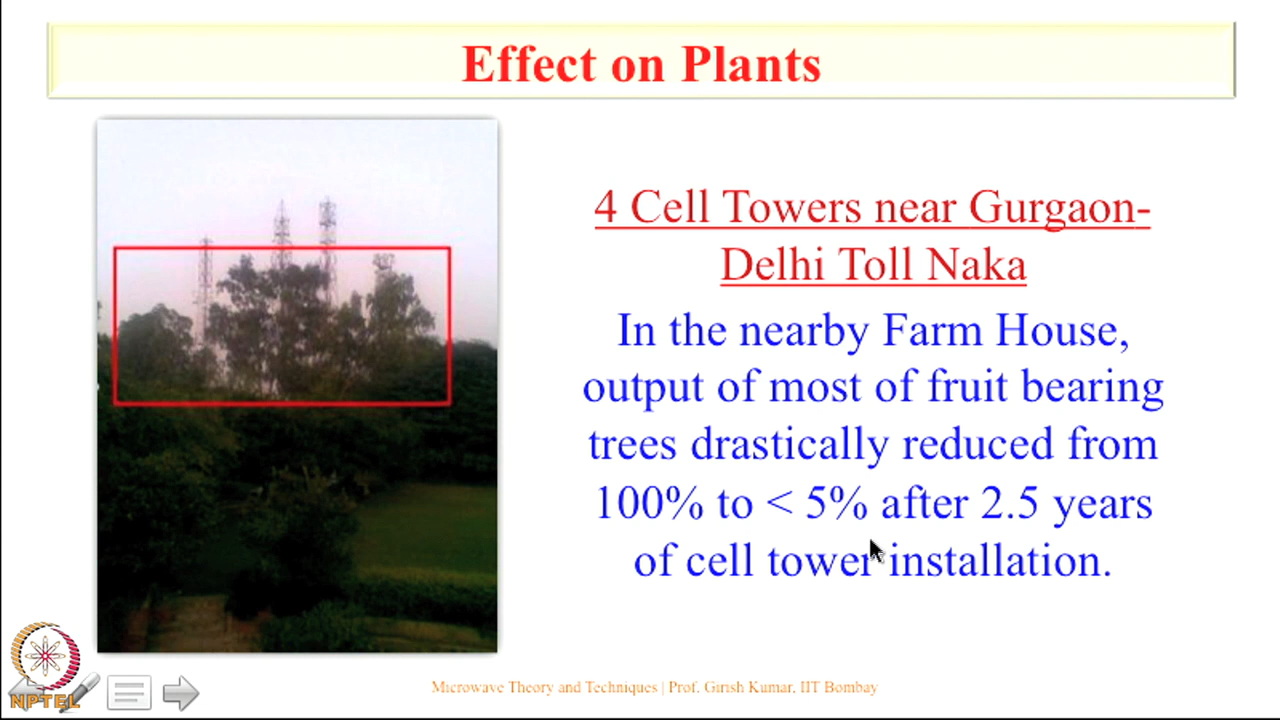 Effect on Plants
4 Cell Towers near Gurgaon-
Delhi Toll Naka
In the nearby Farm House,
output of most of fruit bearing
trees drastically reduced from
100% to < 5% after 2.5 years
of cell tower installation.
NPTEL
Microwave Theory and Techniques | Prof. Girish Kumar, IIT Bombay